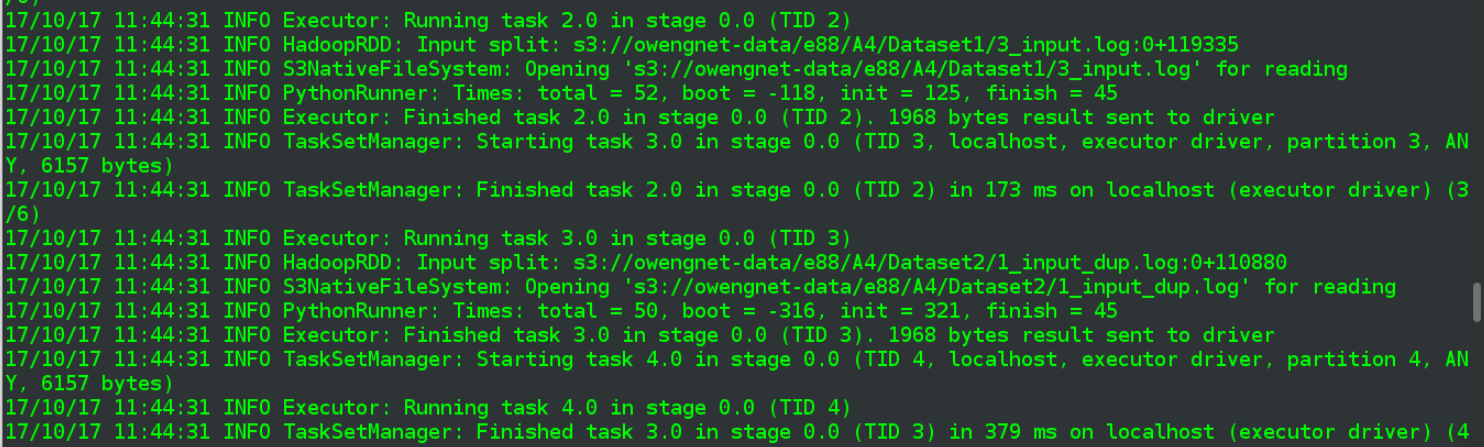 17/10/17 11:44:31 INFO Executor: Running task 2.0 in stage 0.0 (TID 2)
17/10/17 11:44:31 INFO HadoopRDD: Input split: s3://owengnet-data/e88/A4/Dataset1/3_input.log:0+119335
17/10/17 11:44:31 INFO S3NativeFileSystem: Opening 's3://owengnet-data/e88/A4/Dataset1/3_input.log' for reading
17/10/17 11:44:31 INFO PythonRunner: Times: total = 52, boot = -118, init = 125, finish = 45
17/10/17 11:44:31 INFO Executor: Finished task 2.0 in stage 0.0 (TID 2). 1968 bytes result sent to driver
17/10/17 11:44:31 INFO TaskSetManager: Starting task 3.0 in stage 0.0 (TID 3, localhost, executor driver, partition 3, AN
Y, 6157 bytes)
17/10/17 11:44:31 INFO TaskSetManager: Finished task 2.0 in stage 0.0 (TID 2) in 173 ms on localhost (executor driver) (3
/6)
17/10/17 11:44:31 INFO Executor: Running task 3.0 in stage 0.0 (TID 3)
17/10/17 11:44:31 INFO HadoopRDD: Input split: s3://owengnet-data/e88/A4/Dataset2/1_input_dup.log:0+110880
17/10/17 11:44:31 INFO S3NativeFileSystem: Opening 's3://owengnet-data/e88/A4/Dataset2/1_input_dup.log' for reading
17/10/17 11:44:31 INFO PythonRunner: Times: total = 50, boot = -316, init = 321, finish = 45
17/10/17 11:44:31 INFO Executor: Finished task 3.0 in stage 0.0 (TID 3). 1968 bytes result sent to driver
17/10/17 11:44:31 INFO TaskSetManager: Starting task 4.0 in stage 0.0 (TID 4, localhost, executor driver, partition 4, AN
Y, 6157 bytes)
17/10/17 11:44:31 INFO Executor: Running task 4.0 in stage 0.0 (TID 4)
17/10/17 11:44:31 INFO TaskSetManager: Finished task 3.0 in stage 0.0 (TID 3) in 379 ms on localhost (executor driver) (4